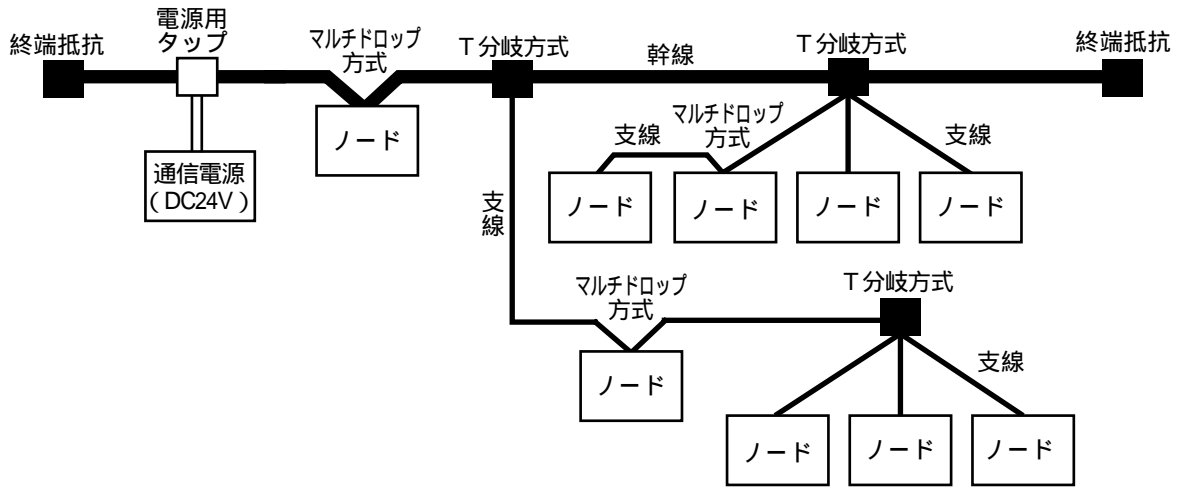 終端抵抗
電源用
タップ
マルチドロップ
方式
T分岐方式
幹線
T分岐方式
終端抵抗
ノード
通信電源
(DC24V)
支線
マルチドロップ
方式
支線
ノード
ノード
ノード
ノード
支線
マルチドロップ
方式
T分岐方式
ノード
支線
ノード
ノード
ノード